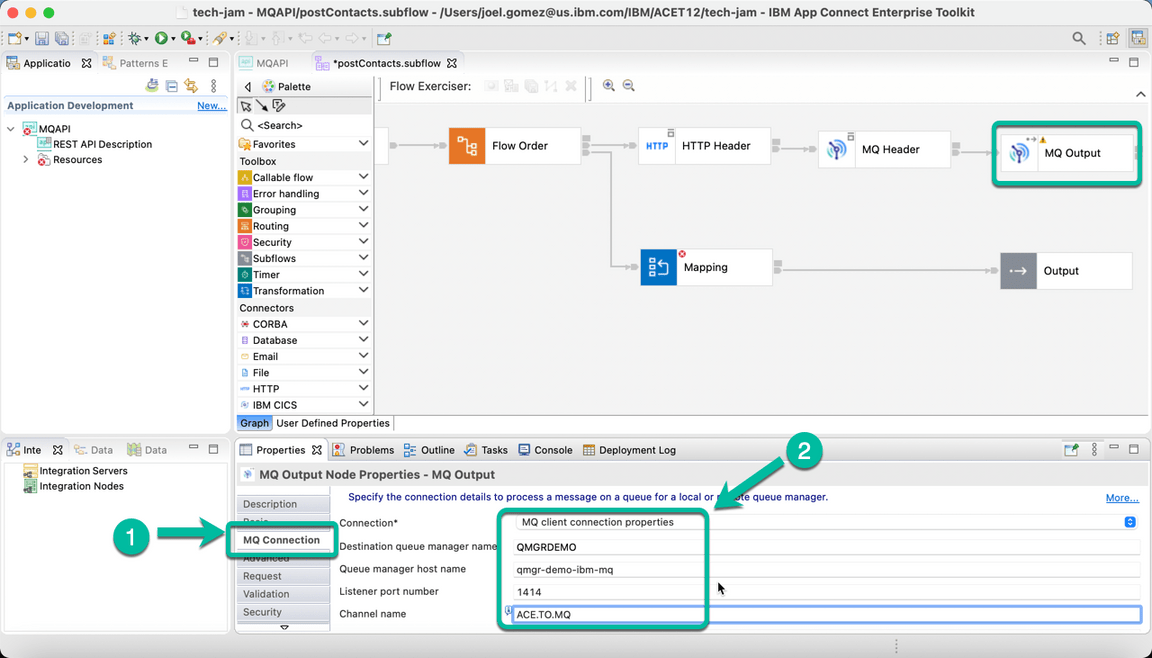 tech-jam - MQAPI/postContacts.subflow - /Users/joel.gomez@us.ibm.com/IBM/ACET12/tech-jam - IBM App Connect Enterprise Toolkit
Applicatio
Patterns E
Application Development
New...
MQAPI
REST API Description
Resources
MQAPI
*postContacts.subflow
Palette
Flow Exerciser:
<Search>
Favorites
Toolbox
Callable flow
Error handling
Grouping
Routing
Security
Subflows
Timer
Transformation
Connectors
CORBA
Database
Email
File
HTTP
IBM CICS
Flow Order
HTTP
HTTP Header
MQ Header
MQ Output
Mapping
Output
Graph
User Defined Properties
Inte
Data
Data
Integration Servers
Integration Nodes
Properties
Problems
Outline
Tasks
Console
Deployment Log
MQ Output Node Properties - MQ Output
Specify the connection details to process a message on a queue for a local or remote queue manager.
More...
Description
Basic
MQ Connection
Advanced
Request
Validation
Security
Connection*
MQ client connection properties
Destination queue manager name
QMGRDEMO
Queue manager host name
qmgr-demo-ibm-mq
Listener port number
1414
Channel name
ACE.TO.MQ
1
2